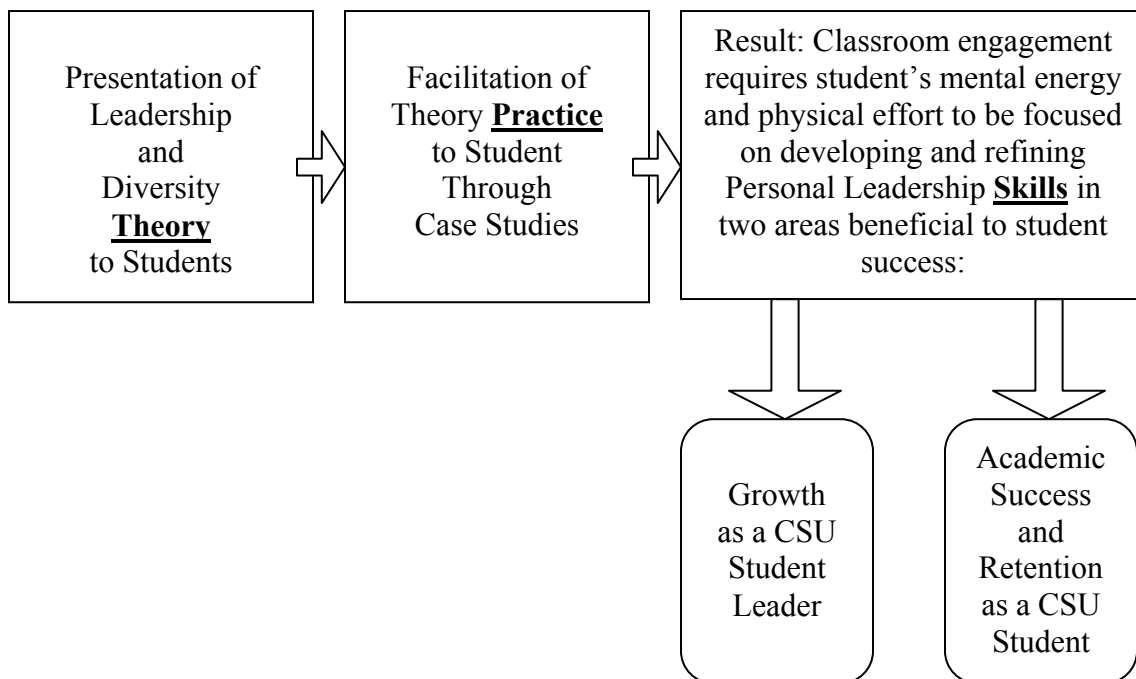 Presentation of
Leadership
and
Diversity
Theory
to Students
Facilitation of
Theory Practice
to Student
Through
Case Studies
Result: Classroom engagement
requires student’s mental energy
and physical effort to be focused
on developing and refining
Personal Leadership Skills in
two areas beneficial to student
success:
Growth
as a CSU
Student
Leader
Academic
Success
and
Retention
as a CSU
Student